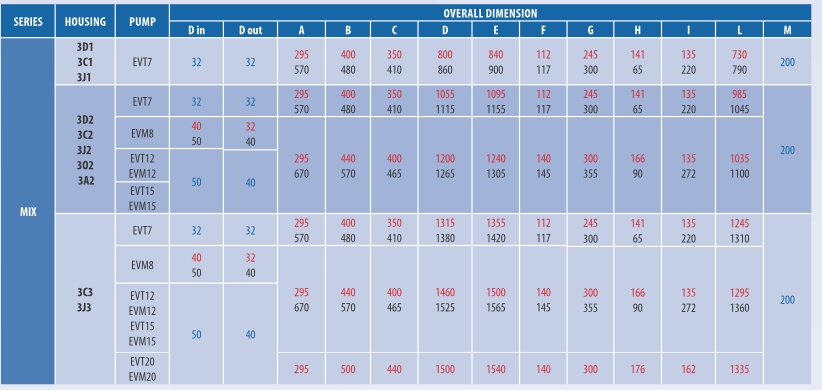 SERIES HOUSING PUMP OVERALL DIMENSION
D in D out A B C D E F G H I L M
MIX
3D1
3C1
3J1
EVT7 32 32 295 400 350 800 840 112 245 141 135 730 200
570 480 410 860 900 117 300 65 220 790
3D2
3C2
3J2
3O2
3A2
EVT7 32 32 295 400 350 1055 1095 112 245 141 135 985 200
570 480 410 1115 1155 117 300 65 220 1045
EVM8 40 32
50 40
EVT12
EVM12
EVT15
EVM15
50 40
295 440 400 1200 1240 140 300 166 135 1035
670 570 465 1265 1305 145 355 90 272 1100
3C3
3J3
EVT7 32 32 295 400 350 1315 1355 112 245 141 135 1245 200
570 480 410 1380 1420 117 300 65 220 1310
EVM8 40 32
50 40
EVT12
EVM12
EVT15
EVM15
50 40
295 440 400 1460 1500 140 300 166 135 1295
670 570 465 1525 1565 145 355 90 272 1360
EVT20
EVM20
295 500 440 1500 1540 140 300 176 162 1335